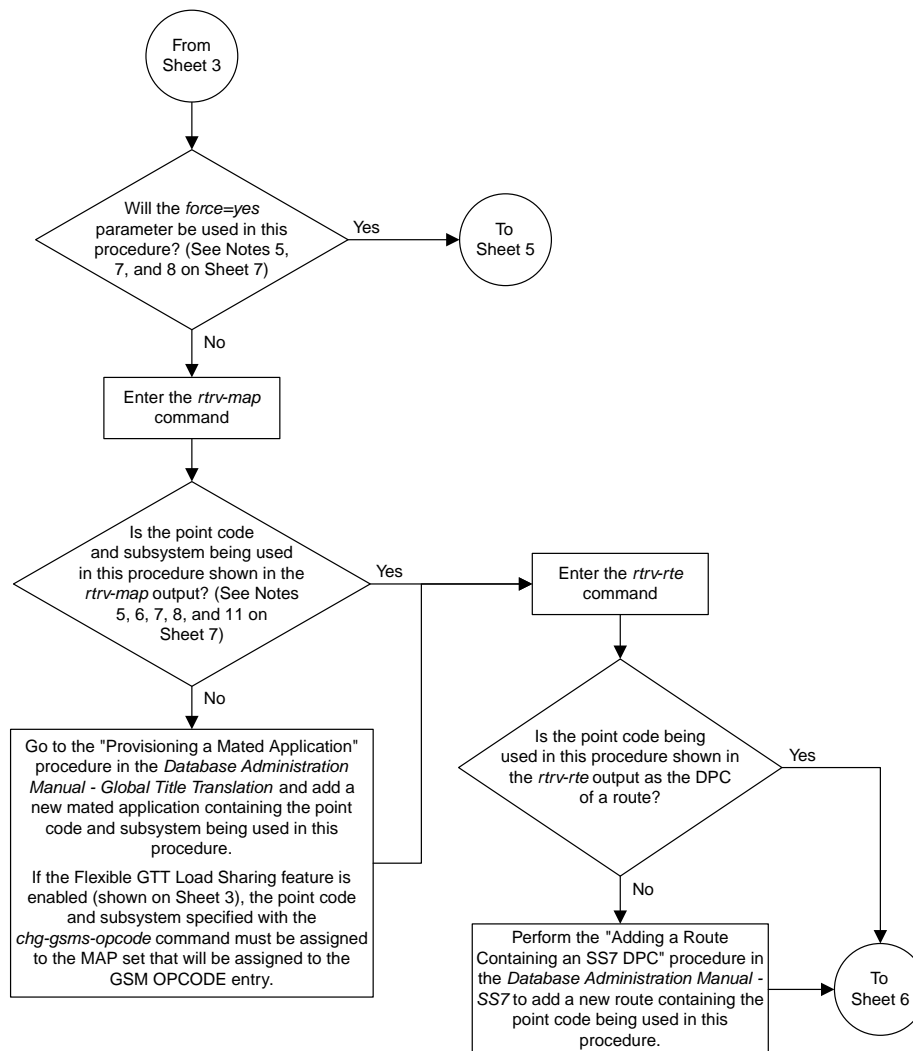 From
Sheet 3
Will the force=yes
parameter be used in this
procedure? (See Notes 5,
7, and 8 on Sheet 7)
Yes
To
Sheet 5
No
Enter the rtrv-map
command
Is the point code
and subsystem being used
in this procedure shown in the
rtrv-map output? (See Notes
5, 6, 7, 8, and 11 on
Sheet 7)
Yes
Enter the rtrv-rte
command
No
Go to the "Provisioning a Mated Application"
procedure in the Database Administration
Manual - Global Title Translation and add a
new mated application containing the point
code and subsystem being used in this
procedure.
If the Flexible GTT Load Sharing feature is
enabled (shown on Sheet 3), the point code
and subsystem specified with the
chg-gsms-opcode command must be assigned
to the MAP set that will be assigned to the
GSM OPCODE entry.
Is the point code being
used in this procedure shown in
the rtrv-rte output as the DPC
of a route?
Yes
No
Perform the "Adding a Route
Containing an SS7 DPC" procedure in
the Database Administration Manual -
SS7 to add a new route containing the
point code being used in this
procedure.
To
Sheet 6